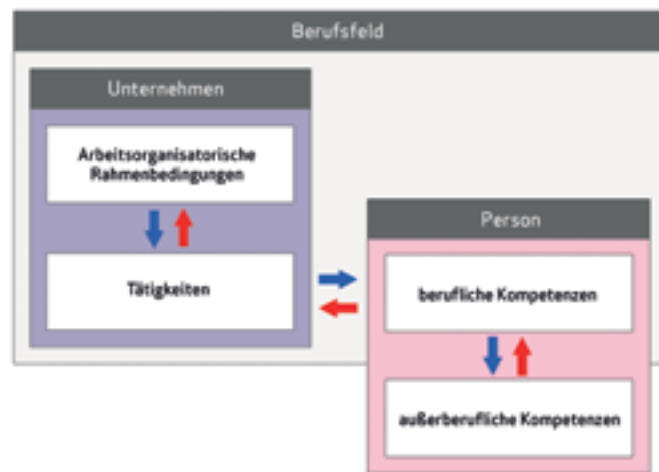 Berufsfeld
Unternehmen
Arbeitsorganisatorische
Rahmenbedingungen
Tätigkeiten
Person
berufliche Kompetenzen
außerberufliche Kompetenzen